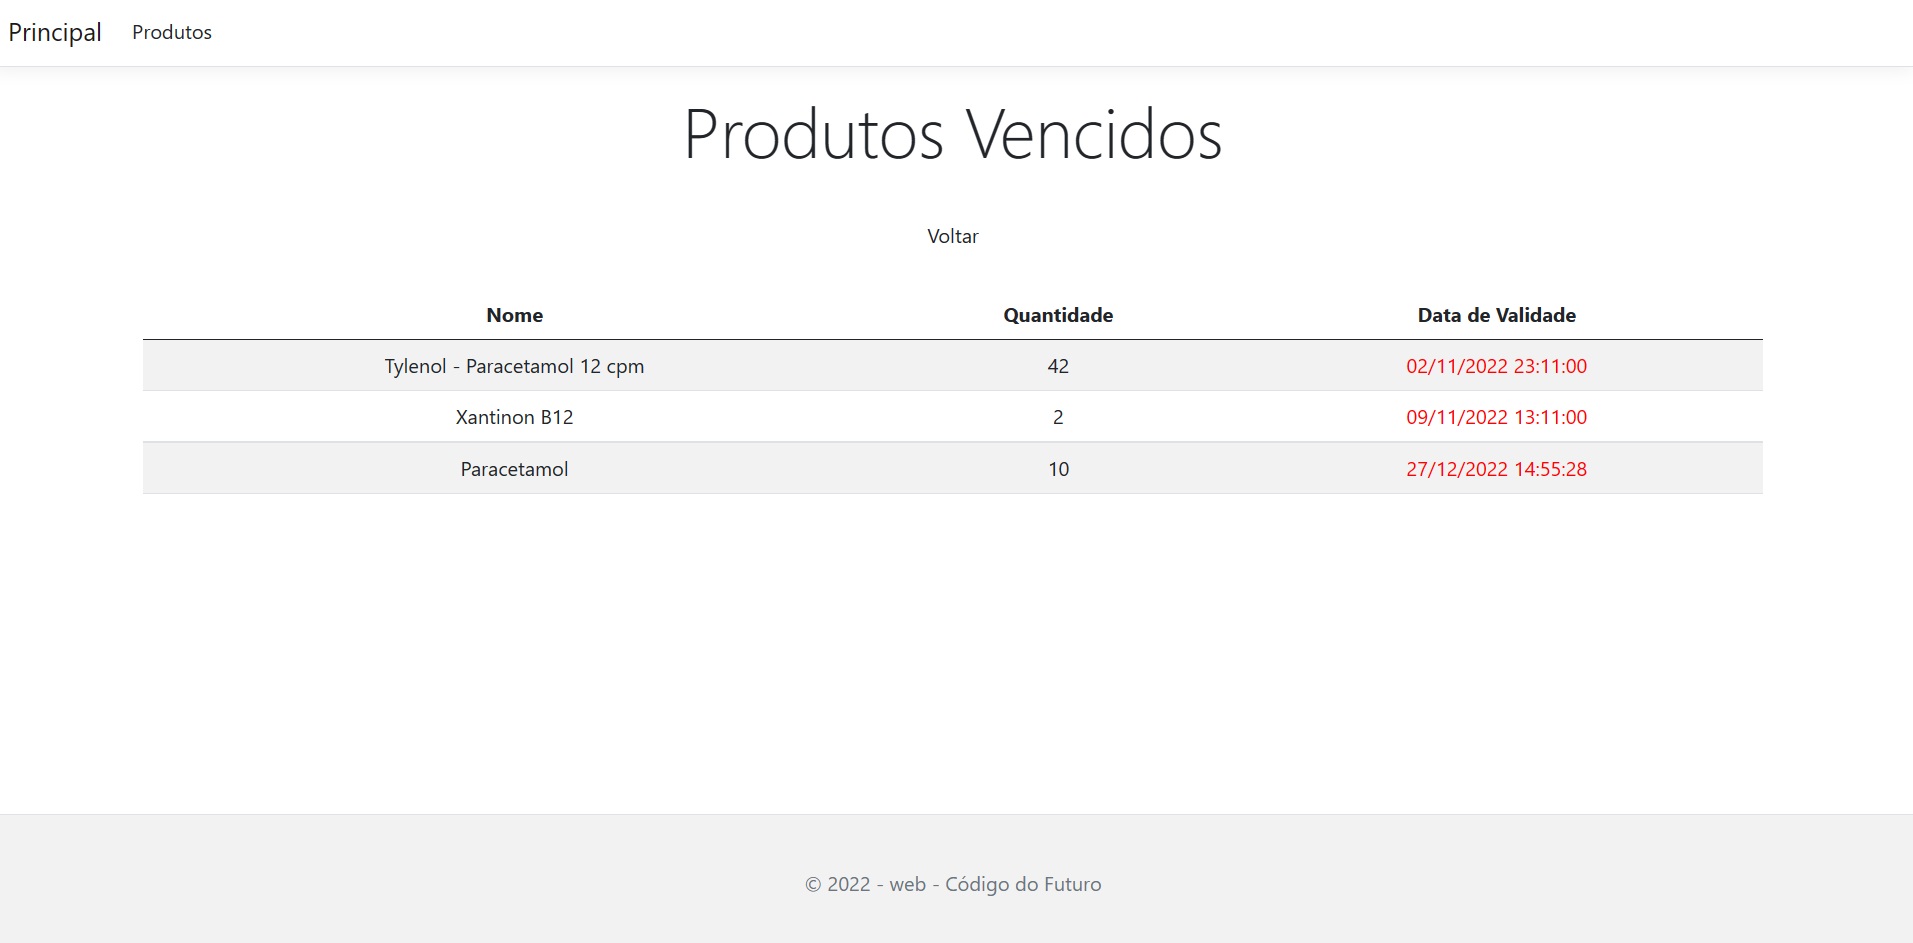 Principal Produtos
Produtos Vencidos
Voltar
Nome Quantidade Data de Validade
Tylenol - Paracetamol 12 cpm 42 02/11/2022 23:11:00
Xantinon B12 2 09/11/2022 13:11:00
Paracetamol 10 27/12/2022 14:55:28
© 2022 - web - Código do Futuro